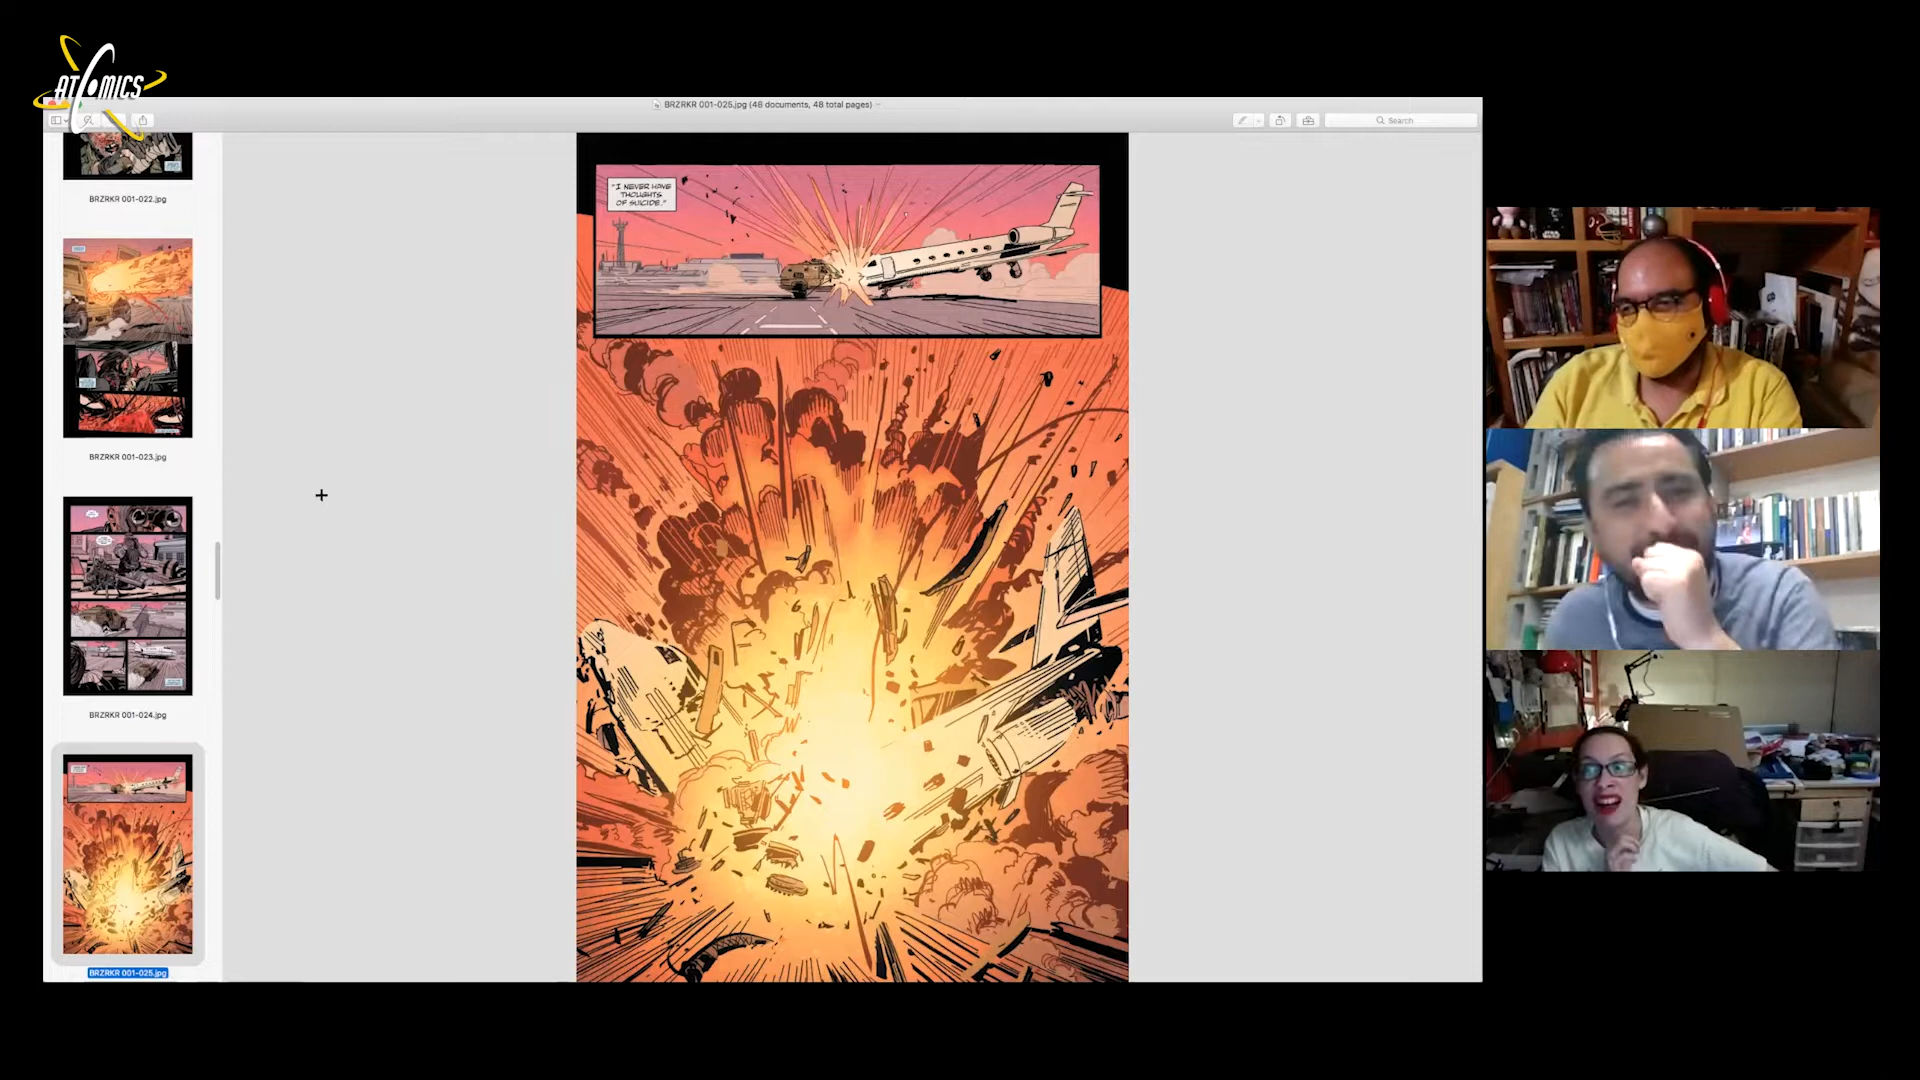 ATOMICS
BRZRKR 001-025.jpg (48 documents, 48 total pages)
Search
BRZRKR 001-022.jpg
BRZRKR 001-023.jpg
BRZRKR 001-024.jpg
BRZRKR 001-025.jpg
"I NEVER HAVE
THOUGHTS
OF SUICIDE."